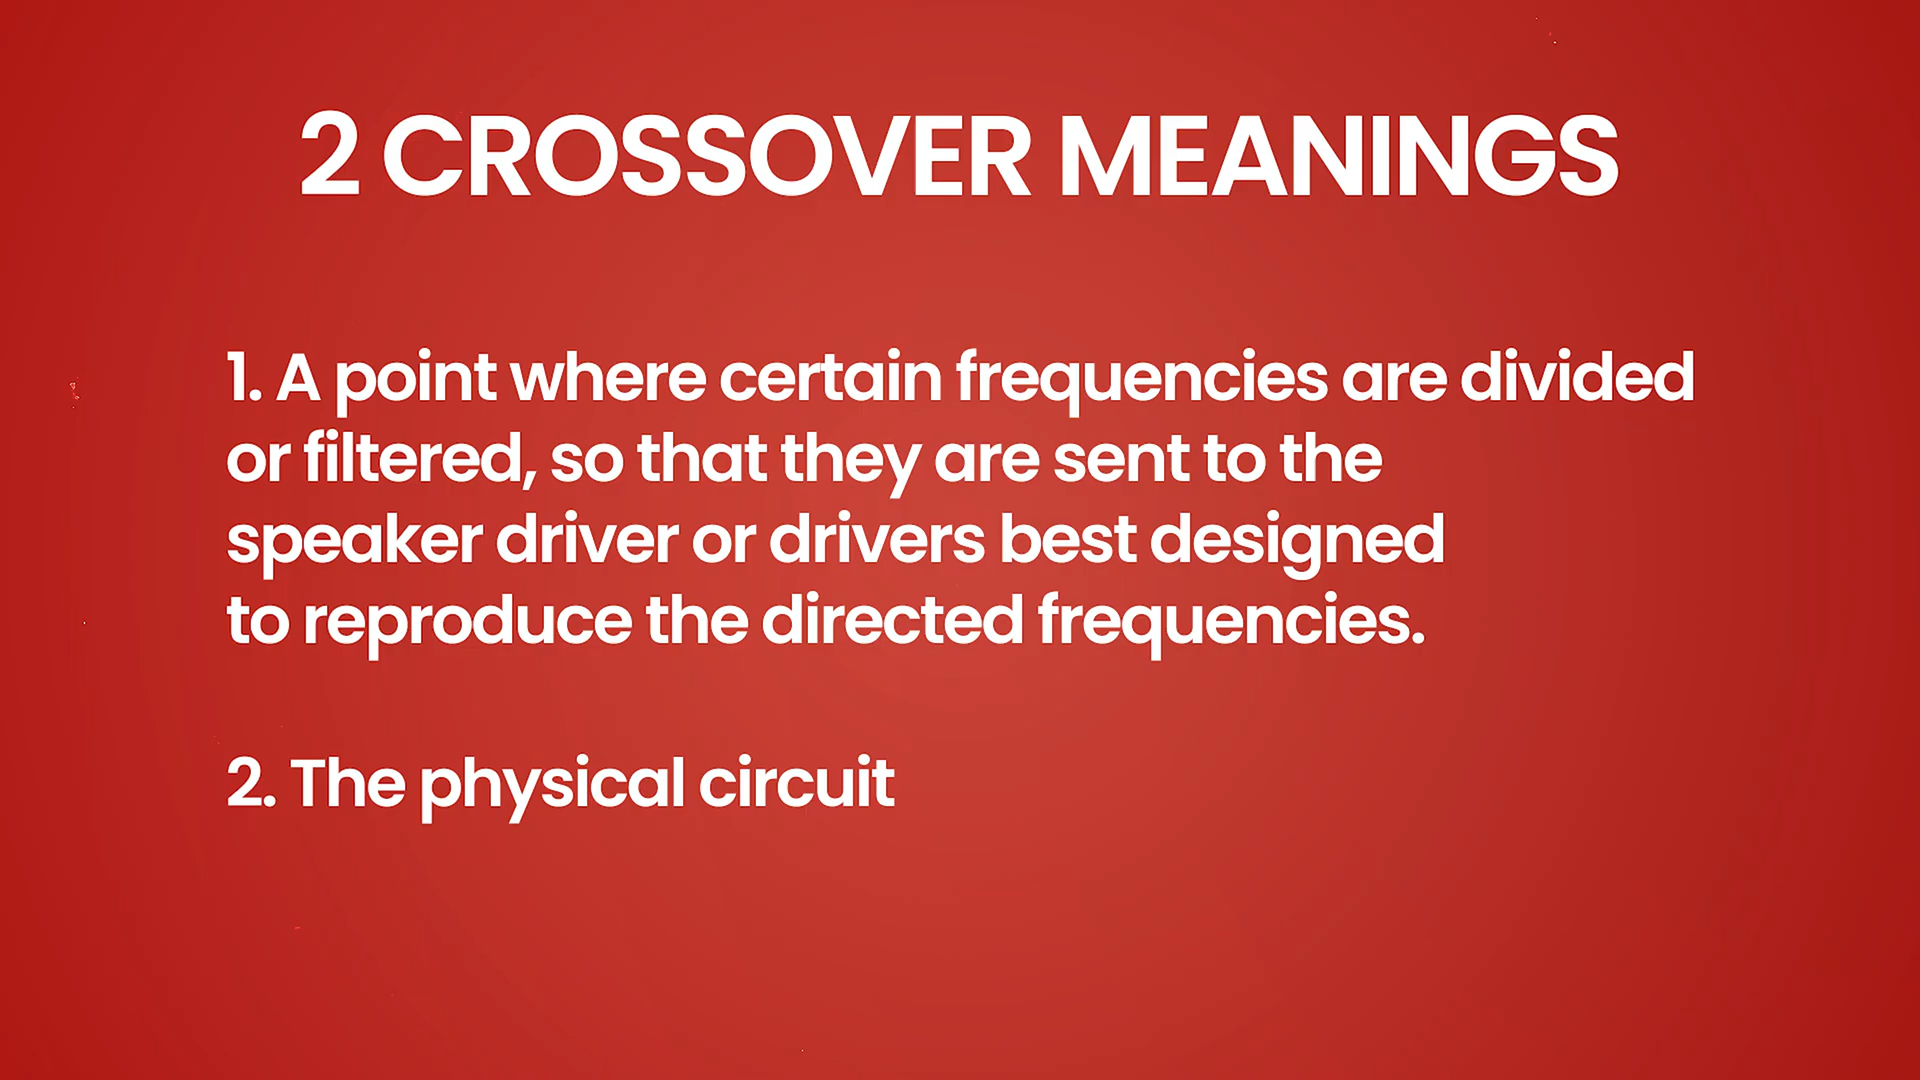 2 CROSSOVER MEANINGS
1. A point where certain frequencies are divided
or filtered, so that they are sent to the
speaker driver or drivers best designed
to reproduce the directed frequencies.
2. The physical circuit